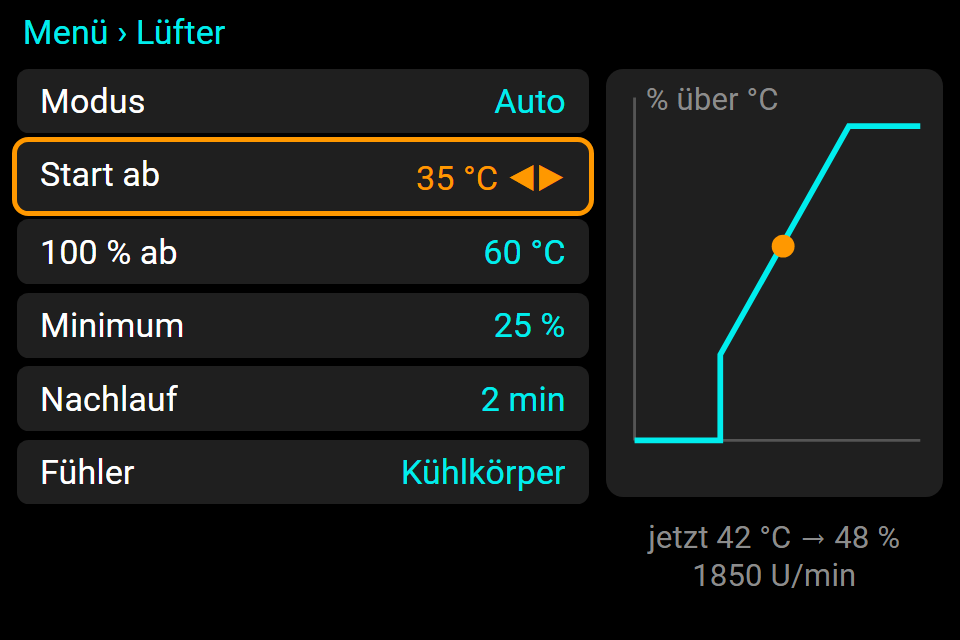 Menü › Lüfter
Modus Auto
Start ab 35 °C ◀▶
100 % ab 60 °C
Minimum 25 %
Nachlauf 2 min
Fühler Kühlkörper
% über °C
jetzt 42 °C → 48 %
1850 U/min